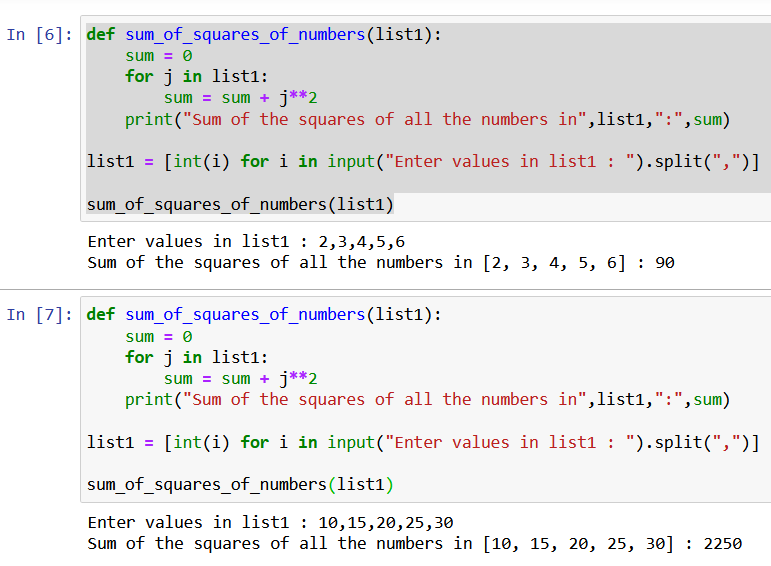 In [6]: def sum_of_squares_of_numbers(list1):
    sum = 0
    for j in list1:
        sum = sum + j**2
    print("Sum of the squares of all the numbers in",list1,":",sum)
list1 = [int(i) for i in input("Enter values in list1 : ").split(",")]
sum_of_squares_of_numbers(list1)
Enter values in list1 : 2,3,4,5,6
Sum of the squares of all the numbers in [2, 3, 4, 5, 6] : 90
In [7]: def sum_of_squares_of_numbers(list1):
    sum = 0
    for j in list1:
        sum = sum + j**2
    print("Sum of the squares of all the numbers in",list1,":",sum)
list1 = [int(i) for i in input("Enter values in list1 : ").split(",")]
sum_of_squares_of_numbers(list1)
Enter values in list1 : 10,15,20,25,30
Sum of the squares of all the numbers in [10, 15, 20, 25, 30] : 2250